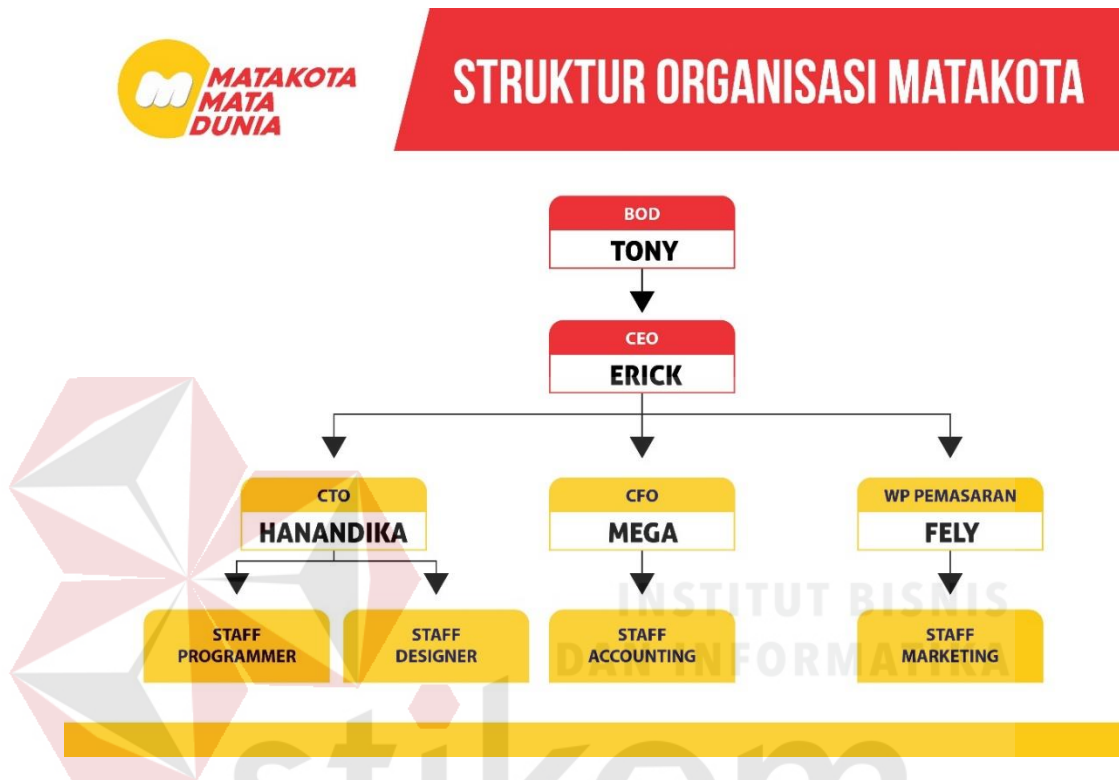 MATAKOTA
MATA
DUNIA
STRUKTUR ORGANISASI MATAKOTA
BOD
TONY
CEO
ERICK
CTO
HANANDIKA
CFO
MEGA
WP PEMASARAN
FELY
INSTITUT BISNIS
DAN INFORMATIKA
STAFF
PROGRAMMER
STAFF
DESIGNER
STAFF
ACCOUNTING
STAFF
MARKETING
stikom